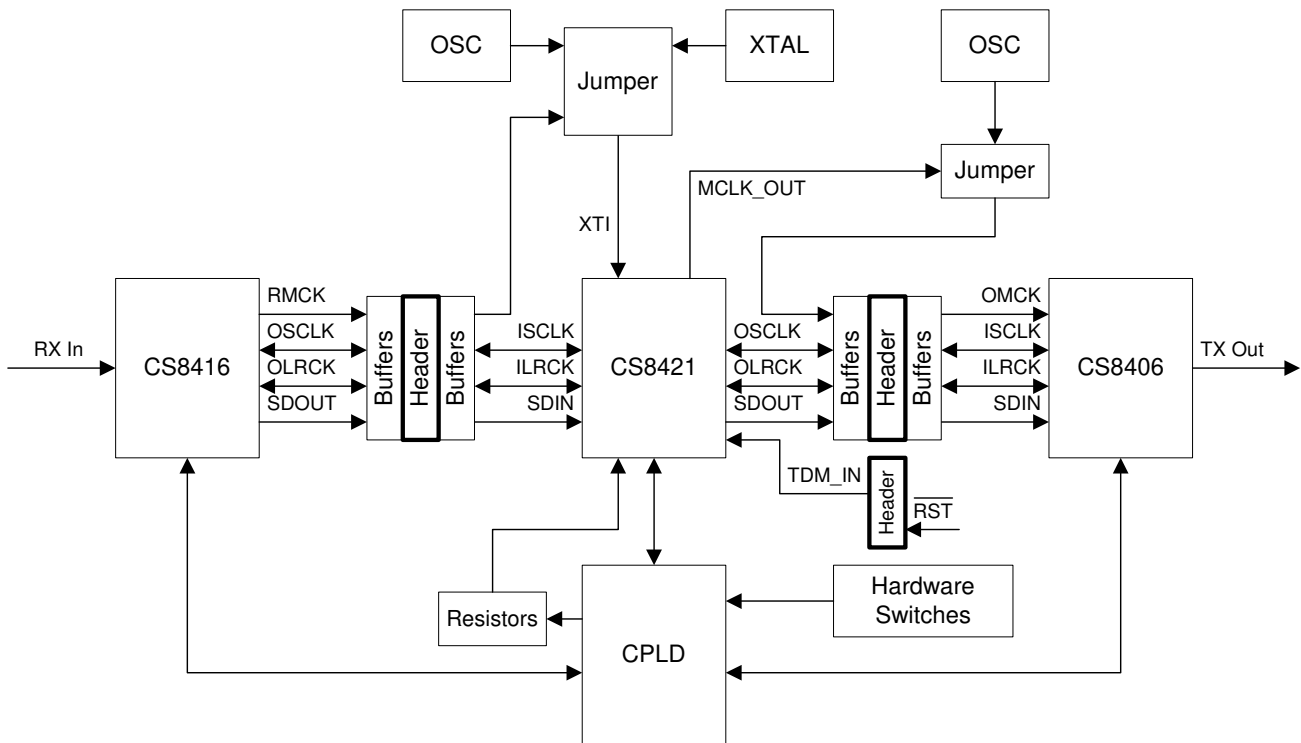 OSC
Jumper
XTAL
OSC
Jumper
MCLK_OUT
XTI
RX In
CS8416
RMCK
OSCLK
OLRCK
SDOUT
Buffers
Header
Buffers
ISCLK
ILRCK
SDIN
CS8421
OSCLK
OLRCK
SDOUT
Buffers
Header
Buffers
OMCK
ISCLK
ILRCK
SDIN
CS8406
TX Out
TDM_IN
Header
RST
Resistors
CPLD
Hardware
Switches